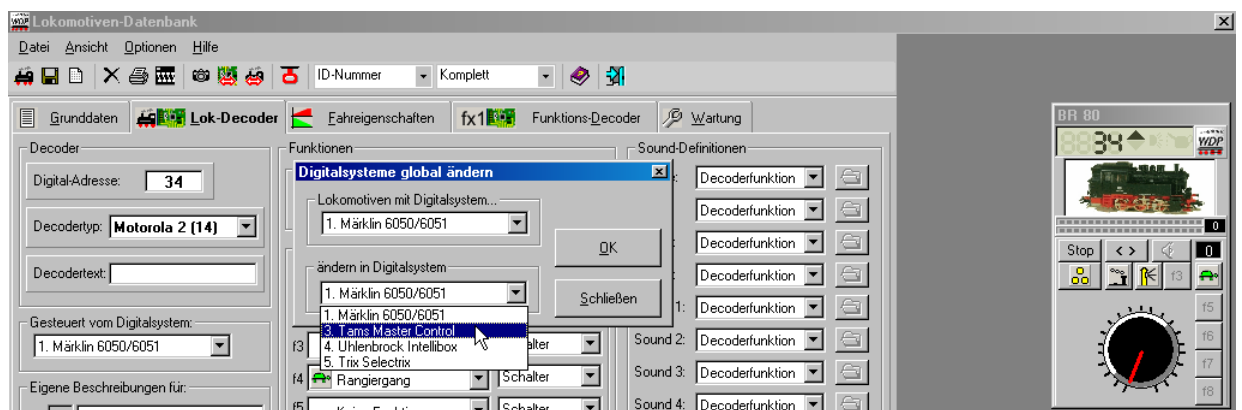 Lokomotiven-Datenbank
Datei Ansicht Optionen Hilfe
ID-Nummer Komplett
Grunddaten Lok-Decoder Fahreigenschaften fx1 Funktions-Decoder Wartung
Decoder
Digital-Adresse: 34
Decodertyp: Motorola 2 (14)
Decodertext:
Gesteuert vom Digitalsystem:
1. Märklin 6050/6051
Eigene Beschreibungen für:
Funktionen
Digitalsysteme global ändern
Lokomotiven mit Digitalsystem...
1. Märklin 6050/6051
OK
ändern in Digitalsystem
1. Märklin 6050/6051
Schließen
1. Märklin 6050/6051
3. Tams Master Control
4. Uhlenbrock Intellibox
5. Trix Selectrix
f3
f4 Rangiergang Schalter
Sound-Definitionen
Decoderfunktion
Decoderfunktion
Decoderfunktion
Decoderfunktion
1: Decoderfunktion
Sound 2: Decoderfunktion
Sound 3: Decoderfunktion
Sound 4: Decoderfunktion
BR 80
34 WDP
0
Stop < > 0
f3
f5
f6
f7
f8